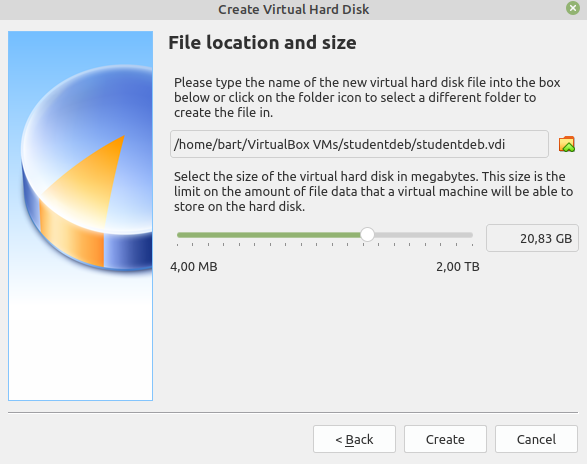 Create Virtual Hard Disk
File location and size
Please type the name of the new virtual hard disk file into the box
below or click on the folder icon to select a different folder to
create the file in.
/home/bart/VirtualBox VMs/studentdeb/studentdeb.vdi
Select the size of the virtual hard disk in megabytes. This size is the
limit on the amount of file data that a virtual machine will be able to
store on the hard disk.
20,83 GB
4,00 MB 2,00 TB
< Back Create Cancel